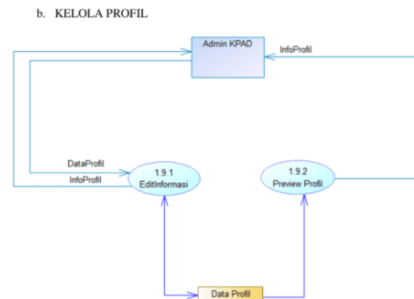 b. KELOLA PROFIL
Admin KPAD
InfoProfil
DataProfil
InfoProfil
1.9.1
EditInformasi
1.9.2
Preview Profil
Data Profil